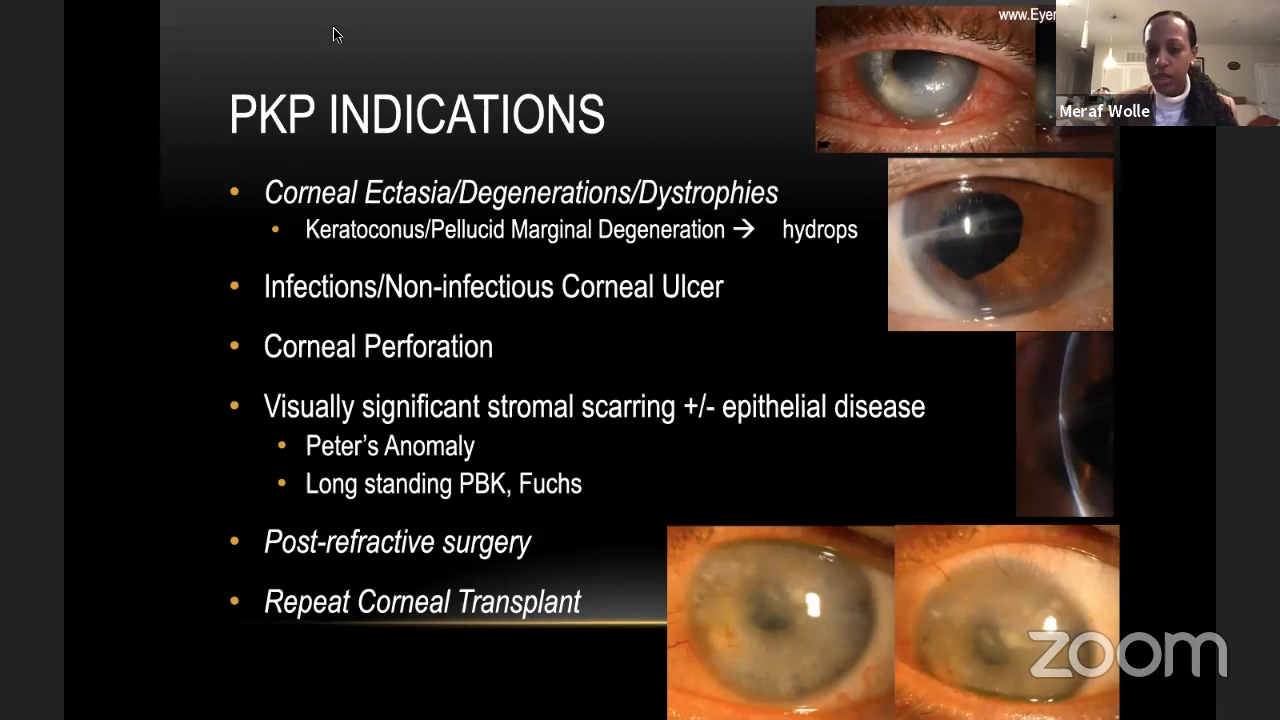 www.Eyer
Meraf Wolle
PKP INDICATIONS
• Corneal Ectasia/Degenerations/Dystrophies
• Keratoconus/Pellucid Marginal Degeneration → hydrops
• Infections/Non-infectious Corneal Ulcer
• Corneal Perforation
• Visually significant stromal scarring +/- epithelial disease
• Peter's Anomaly
• Long standing PBK, Fuchs
• Post-refractive surgery
• Repeat Corneal Transplant
zoom